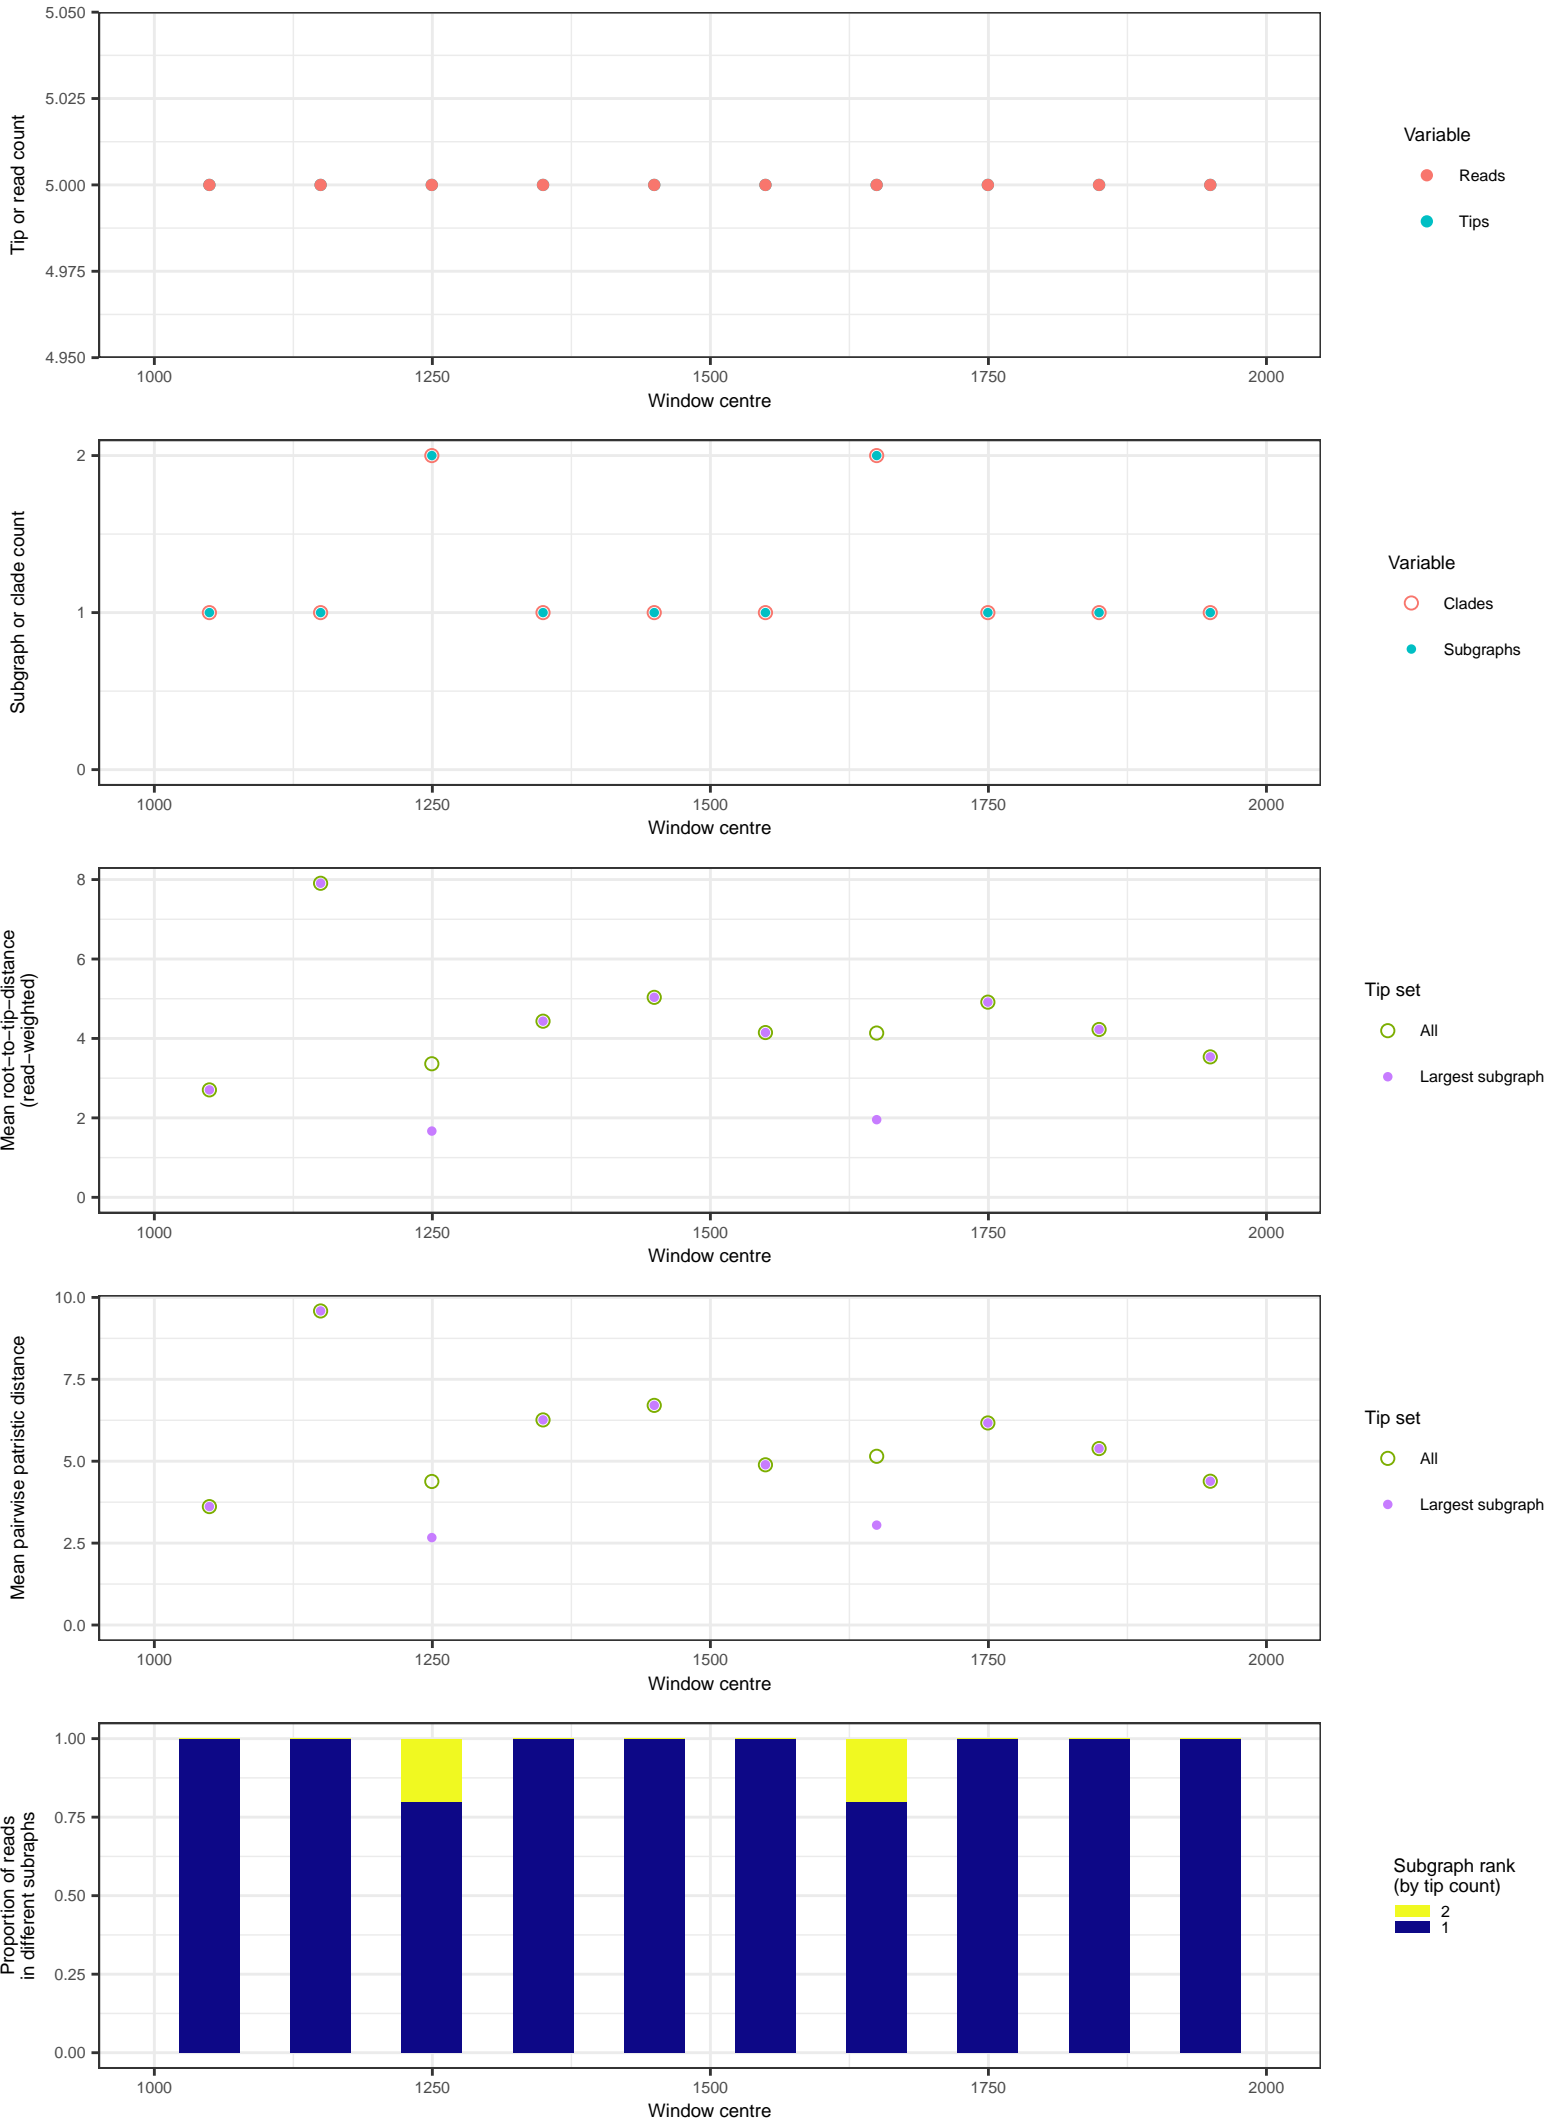 5.050
5.025
5.000
4.975
4.950
Tip or read count
1000 1250 1500 1750 2000
Window centre
Variable
Reads
Tips
2
1
0
Subgraph or clade count
1000 1250 1500 1750 2000
Window centre
Variable
Clades
Subgraphs
8
6
4
2
0
Mean root−to−tip−distance
(read−weighted)
1000 1250 1500 1750 2000
Window centre
Tip set
All
Largest subgraph
10.0
7.5
5.0
2.5
0.0
Mean pairwise patristic distance
1000 1250 1500 1750 2000
Window centre
Tip set
All
Largest subgraph
1.00
0.75
0.50
0.25
0.00
Proportion of reads
in different subraphs
1000 1250 1500 1750 2000
Window centre
Subgraph rank
(by tip count)
2
1